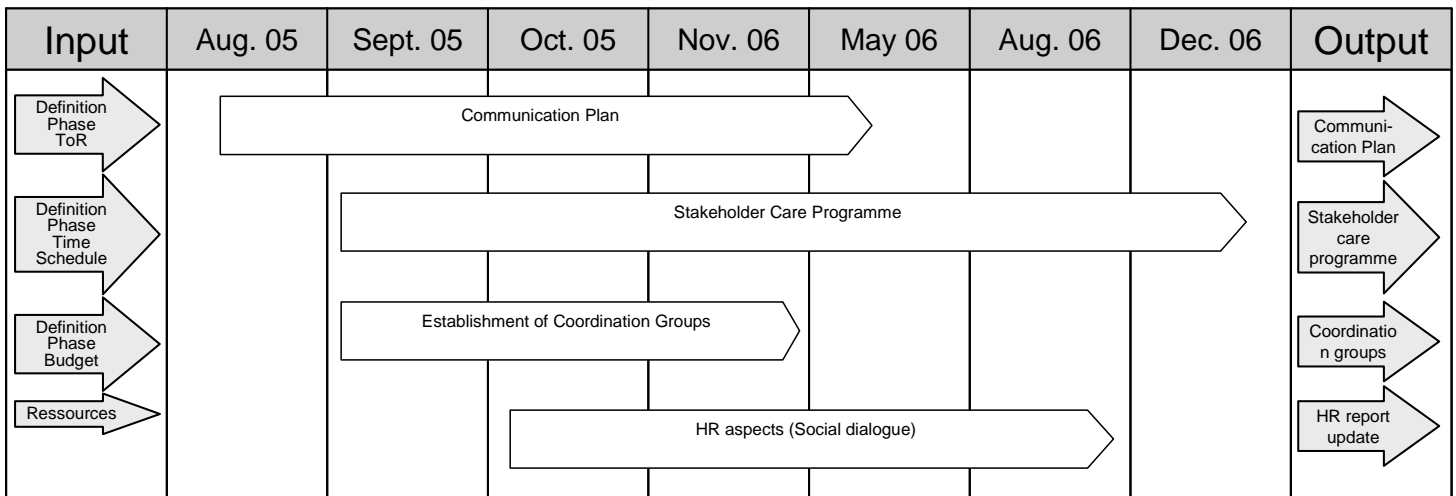 Input
Aug. 05
Sept. 05
Oct. 05
Nov. 06
May 06
Aug. 06
Dec. 06
Output
Definition
Phase
ToR
Communication Plan
Communi-
cation Plan
Definition
Phase
Time
Schedule
Stakeholder Care Programme
Stakeholder
care
programme
Definition
Phase
Budget
Establishment of Coordination Groups
Coordinatio
n groups
Ressources
HR aspects (Social dialogue)
HR report
update